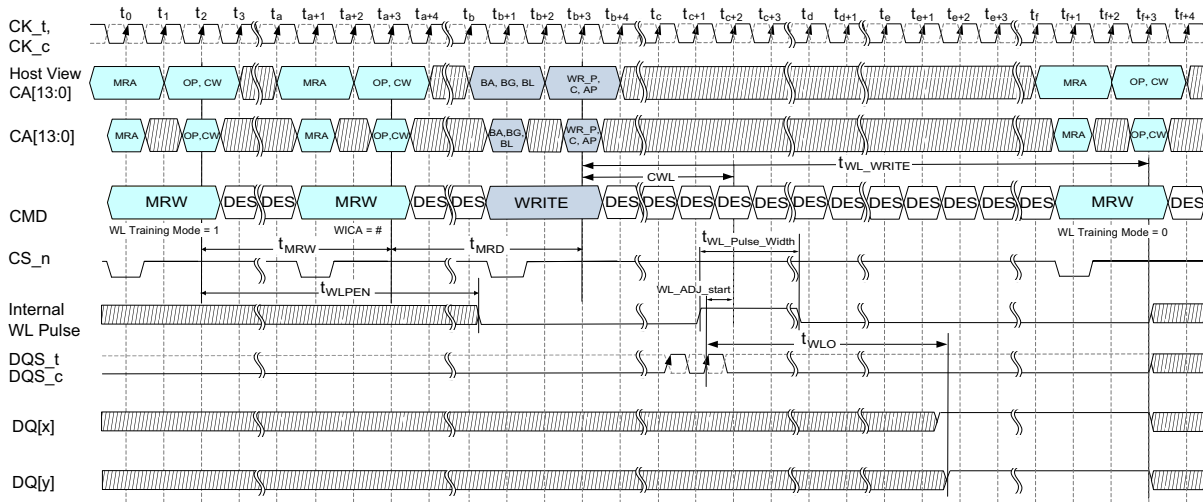 t0 t1 t2 t3 ta ta+1 ta+2 ta+3 ta+4 tb tb+1 tb+2 tb+3 tb+4 tc tc+1 tc+2 tc+3 td td+1 te te+1 te+2 te+3 tf tf+1 tf+2 tf+3 tf+4
CK_t,
CK_c
Host View
CA[13:0]
MRA OP, CW MRA OP, CW BA, BG, BL WR_P, C, AP MRA OP, CW
CA[13:0]
MRA OP,CW MRA OP,CW BA,BG, BL WR_P, C, AP MRA OP,CW
tWL_WRITE
CWL
CMD
MRW DES DES MRW DES DES WRITE DES DES DES DES DES DES DES DES DES DES DES DES MRW DES
WL Training Mode = 1 WICA = # WL Training Mode = 0
tMRW tMRD tWL_Pulse_Width
CS_n
tWLPEN WL_ADJ_start
Internal
WL Pulse
tWLO
DQS_t
DQS_c
DQ[x]
DQ[y]